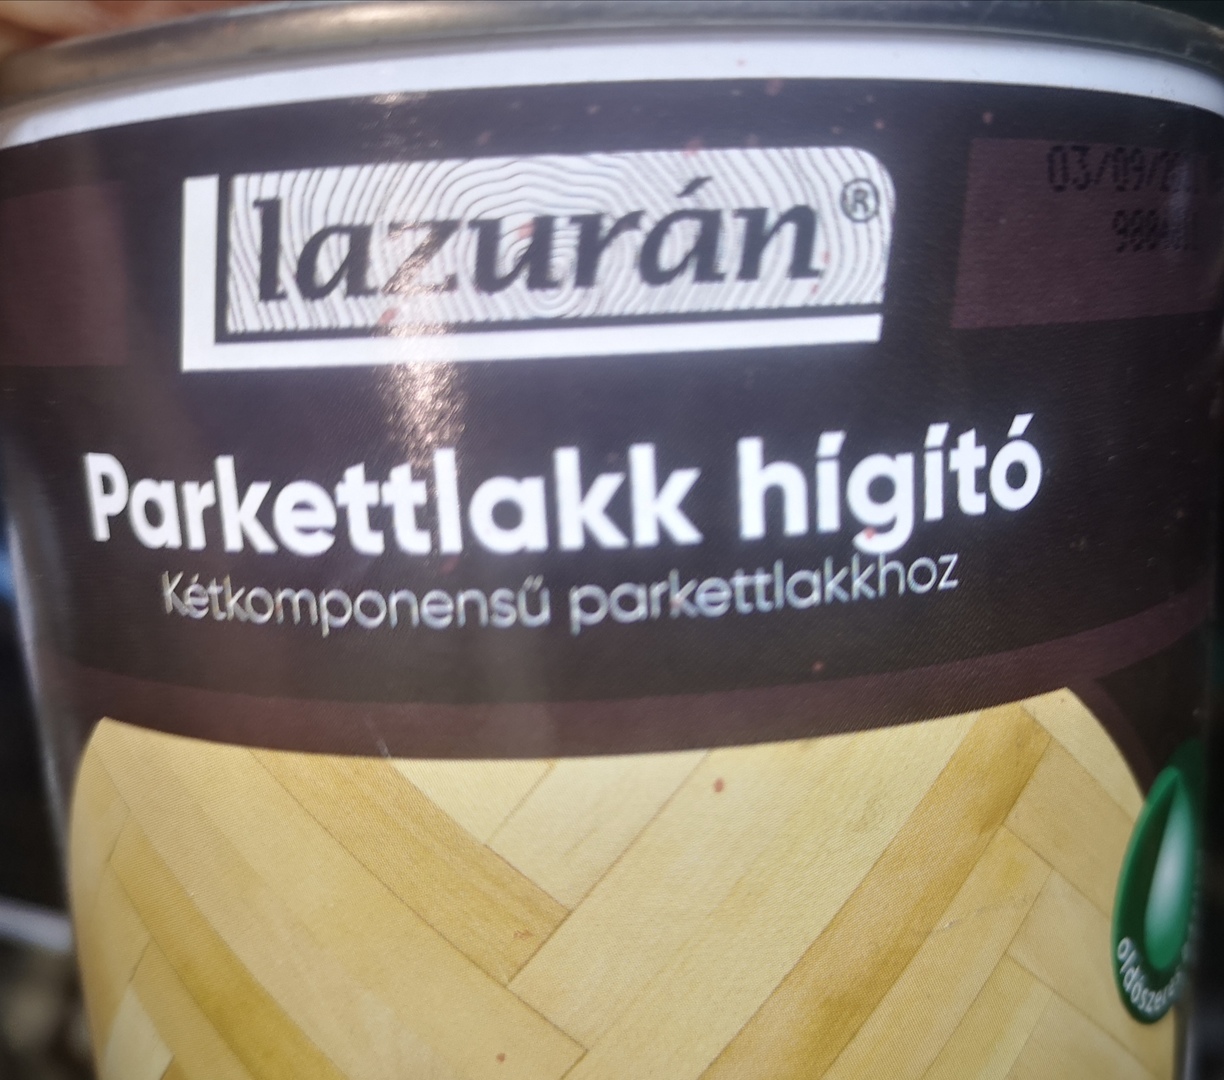 lazurán®
Parkettlakk hígító
Kétkomponensű parkettlakkhoz